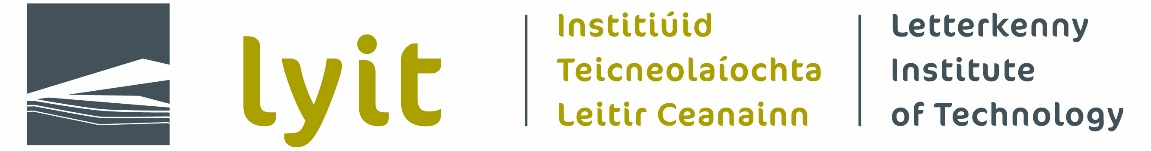 lyit
Institiúid
Teicneolaíochta
Leitir Ceanainn
Letterkenny
Institute
of Technology